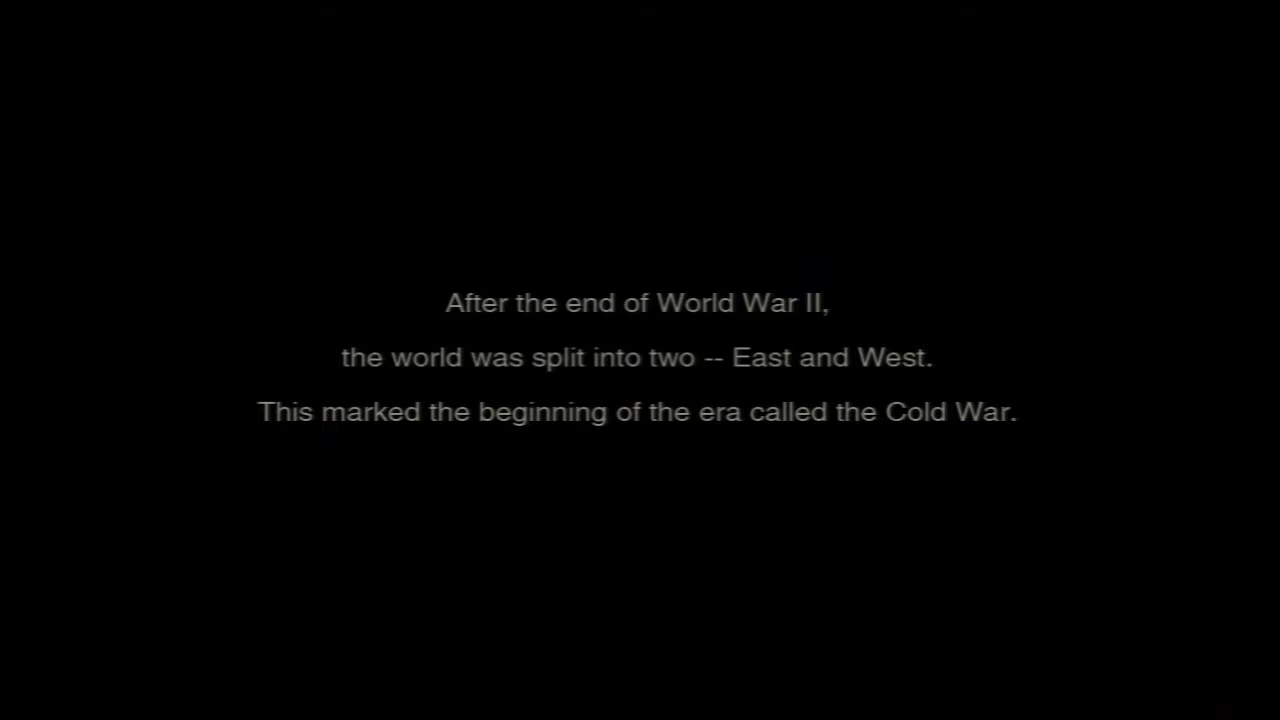 After the end of World War II,
the world was split into two -- East and West.
This marked the beginning of the era called the Cold War.